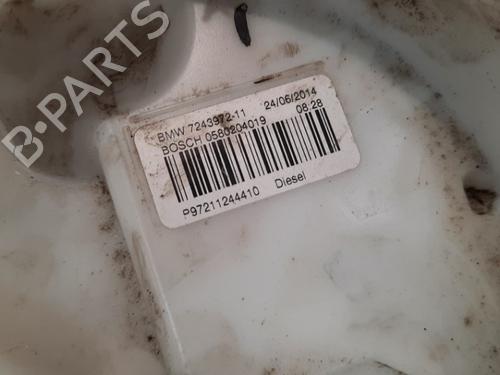 B-PARTS
BMW 7243972-11 24/06/2014
BOSCH 0580204019 08:28
P97211244410 Diesel